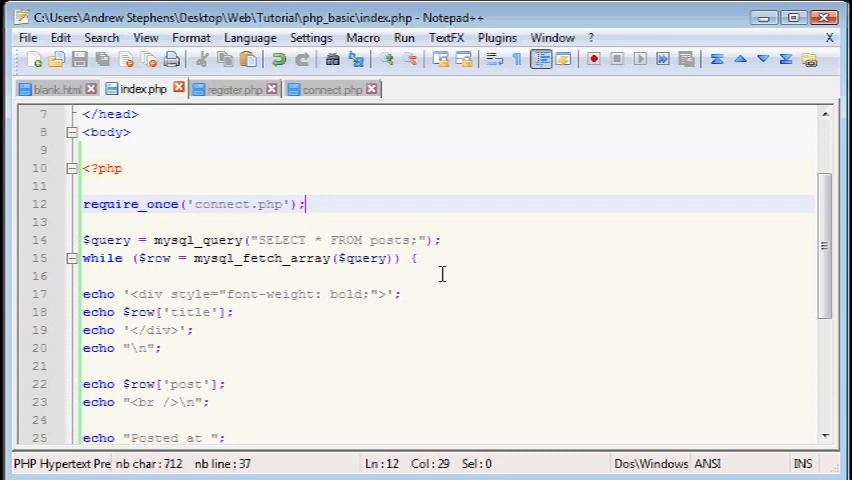 C:\Users\Andrew Stephens\Desktop\Web\Tutorial\php_basic\index.php - Notepad++
File Edit Search View Format Encoding Language Settings Macro Run TextFX Plugins Window ? X
blank.html index.php register.php connect.php
7 </head>
8 <body>
9
10 <?php
11
12 require_once('connect.php');
13
14 $query = mysql_query("SELECT * FROM posts;");
15 while ($row = mysql_fetch_array($query)) {
16
17 echo '<div style="font-weight: bold;">';
18 echo $row['title'];
19 echo '</div>';
20 echo "\n";
21
22 echo $row['post'];
23 echo "<br />\n";
24
25 echo "Posted at ";
PHP Hypertext Pre nb char: 712 nb line: 37 Ln:12 Col:29 Sel:0 Dos\Windows ANSI INS